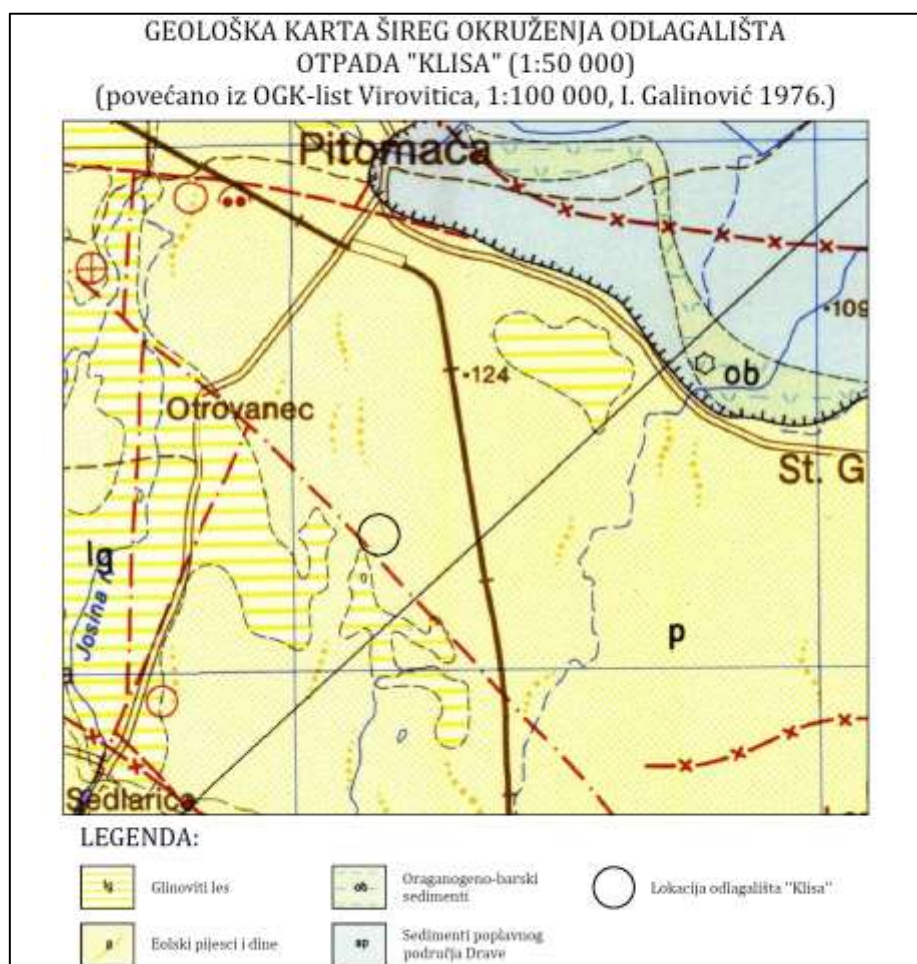 GEOLOŠKA KARTA ŠIREG OKRUŽENJA ODLAGALIŠTA
OTPADA "KLISA" (1:50 000)
(povećano iz OGK-list Virovitica, 1:100 000, I. Galinović 1976.)
Pitomača
109
ob
124
Otrovanec
St. G
lg
Josina K
p
a
Sedlarica
LEGENDA:
lg Glinoviti les
ob Oraganogeno-barski
sedimenti
Lokacija odlagališta "Klisa"
p Eolski pijesci i dine
ap Sedimenti poplavnog
područja Drave